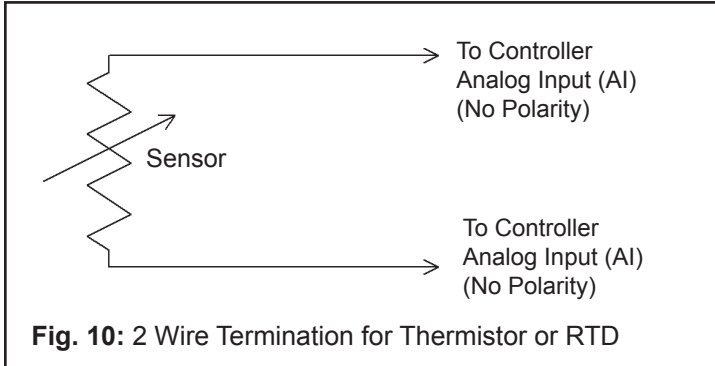 To Controller
Analog Input (AI)
(No Polarity)
Sensor
To Controller
Analog Input (AI)
(No Polarity)
Fig. 10: 2 Wire Termination for Thermistor or RTD